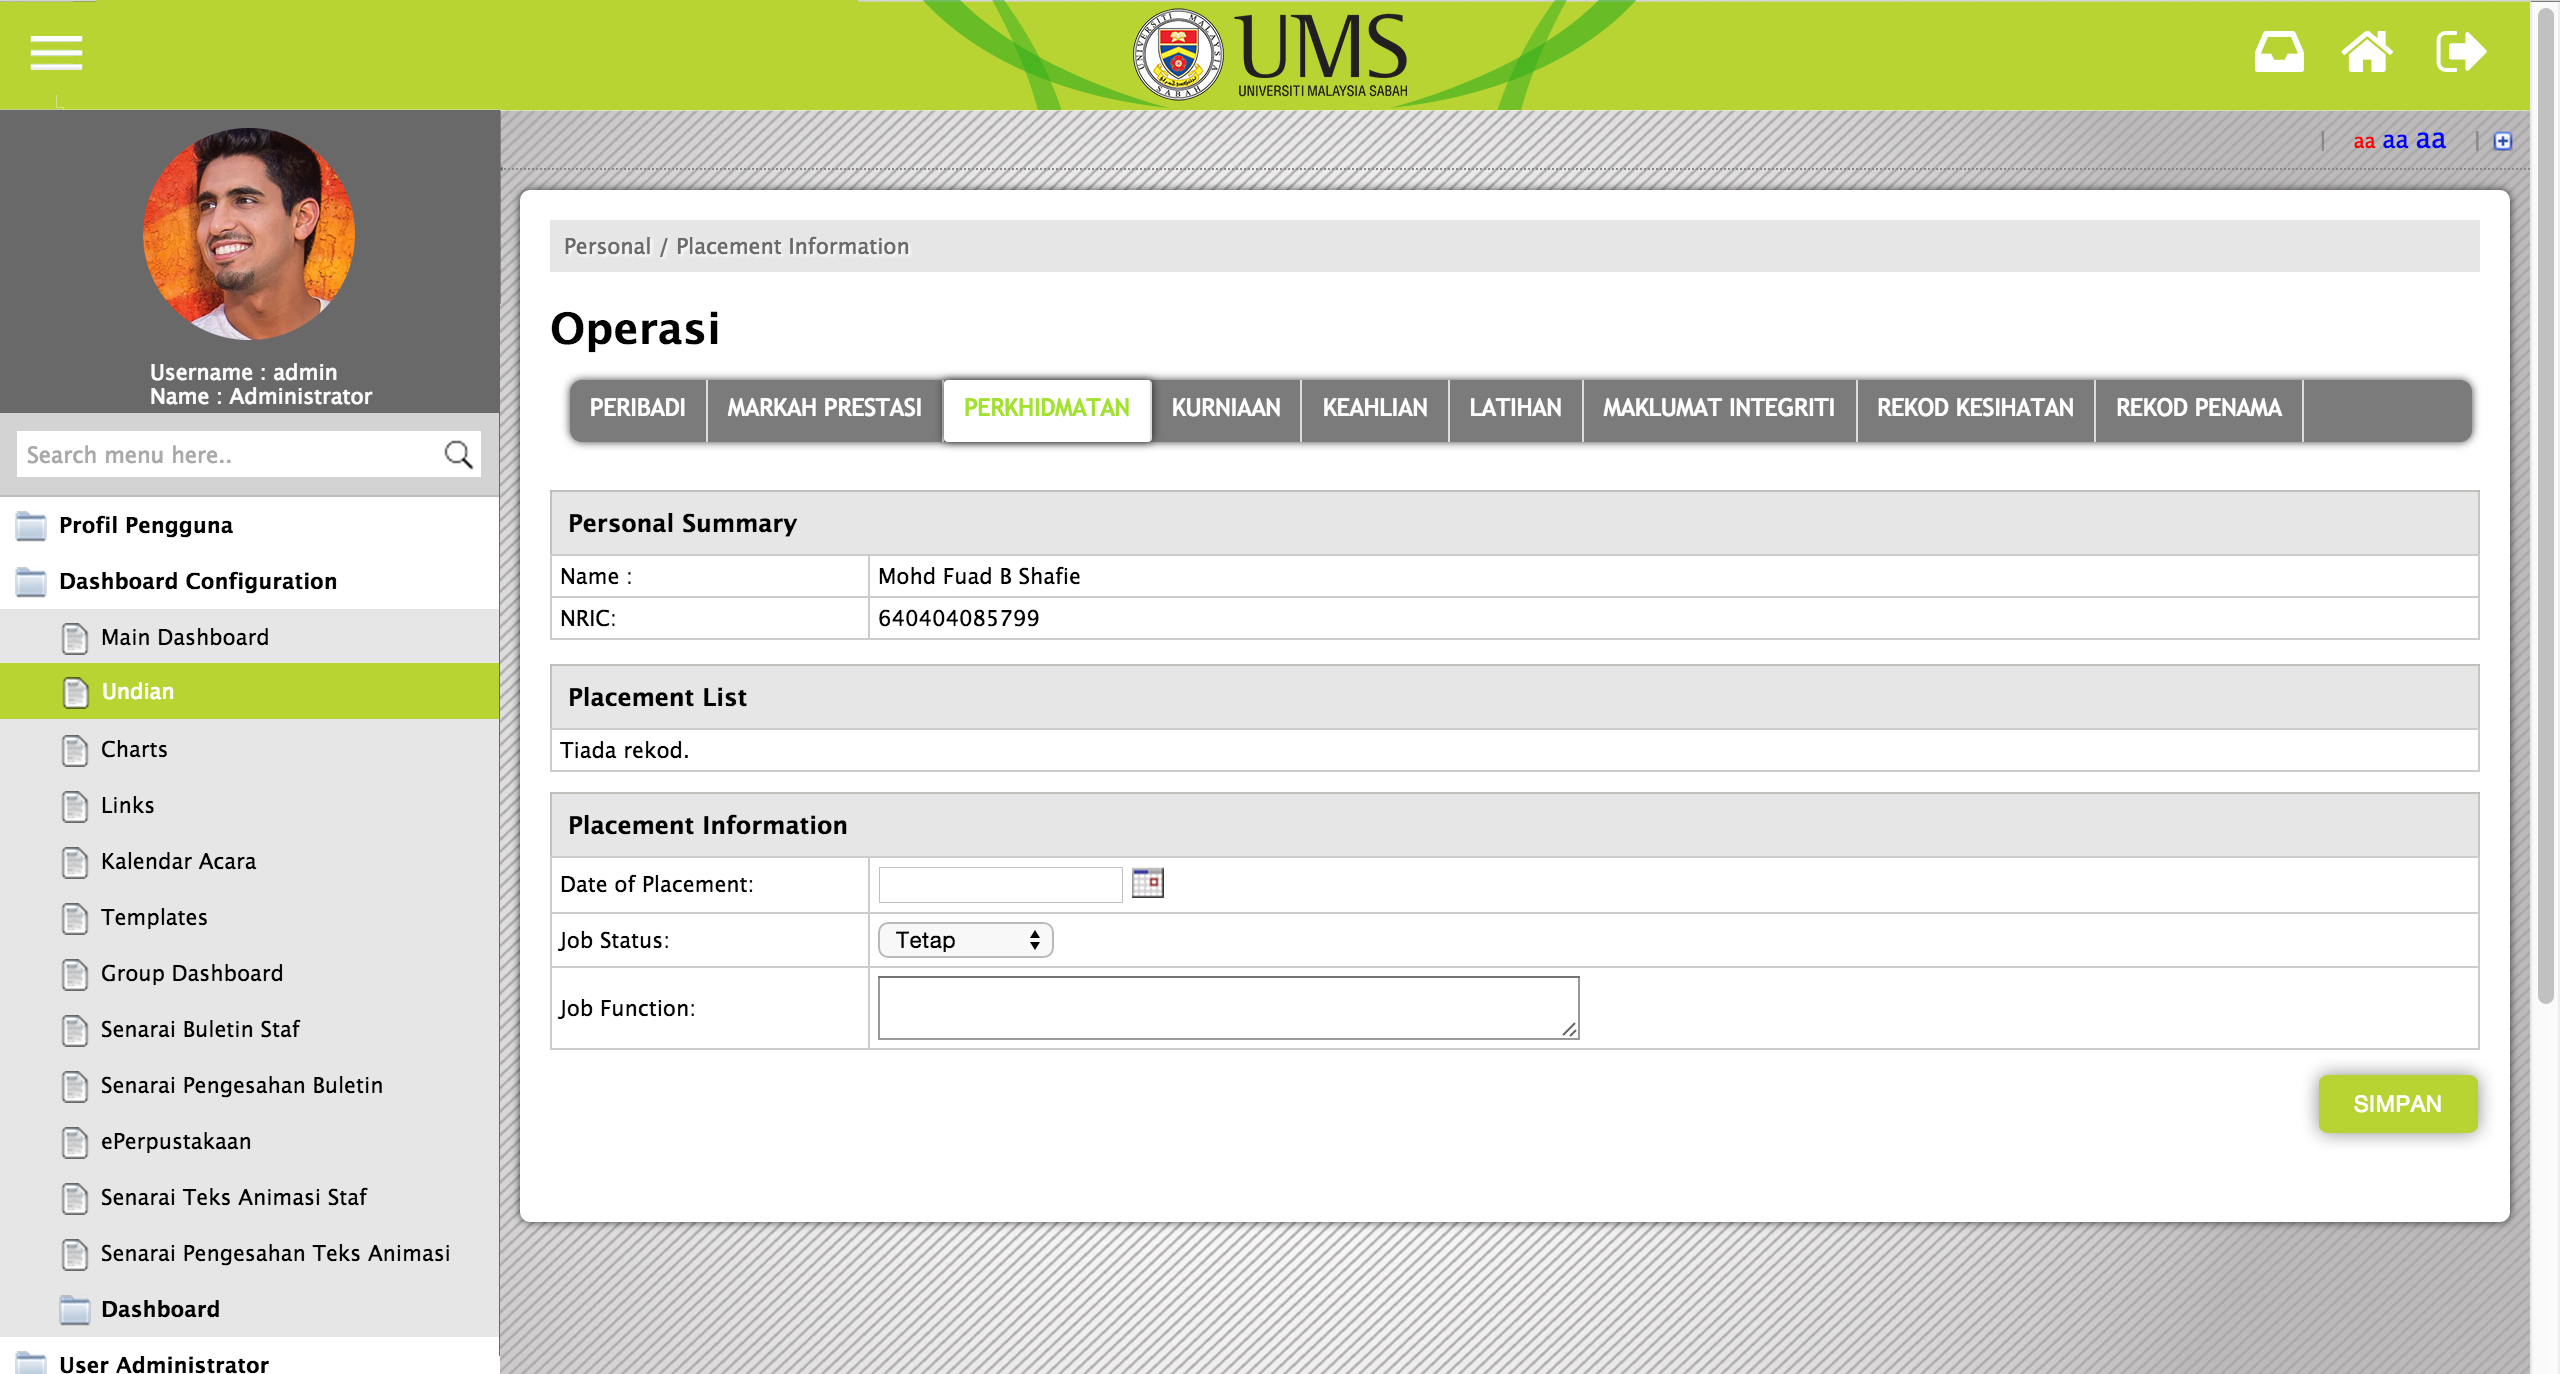 UMS
UNIVERSITI MALAYSIA SABAH
UNIVERSITI MALAYSIA
SABAH
aa aa aa
Username : admin
Name : Administrator
Search menu here..
Profil Pengguna
Dashboard Configuration
Main Dashboard
Undian
Charts
Links
Kalendar Acara
Templates
Group Dashboard
Senarai Buletin Staf
Senarai Pengesahan Buletin
ePerpustakaan
Senarai Teks Animasi Staf
Senarai Pengesahan Teks Animasi
Dashboard
User Administrator
Personal / Placement Information
Operasi
PERIBADI MARKAH PRESTASI PERKHIDMATAN KURNIAAN KEAHLIAN LATIHAN MAKLUMAT INTEGRITI REKOD KESIHATAN REKOD PENAMA
Personal Summary
Name : Mohd Fuad B Shafie
NRIC: 640404085799
Placement List
Tiada rekod.
Placement Information
Date of Placement:
Job Status: Tetap
Job Function:
SIMPAN